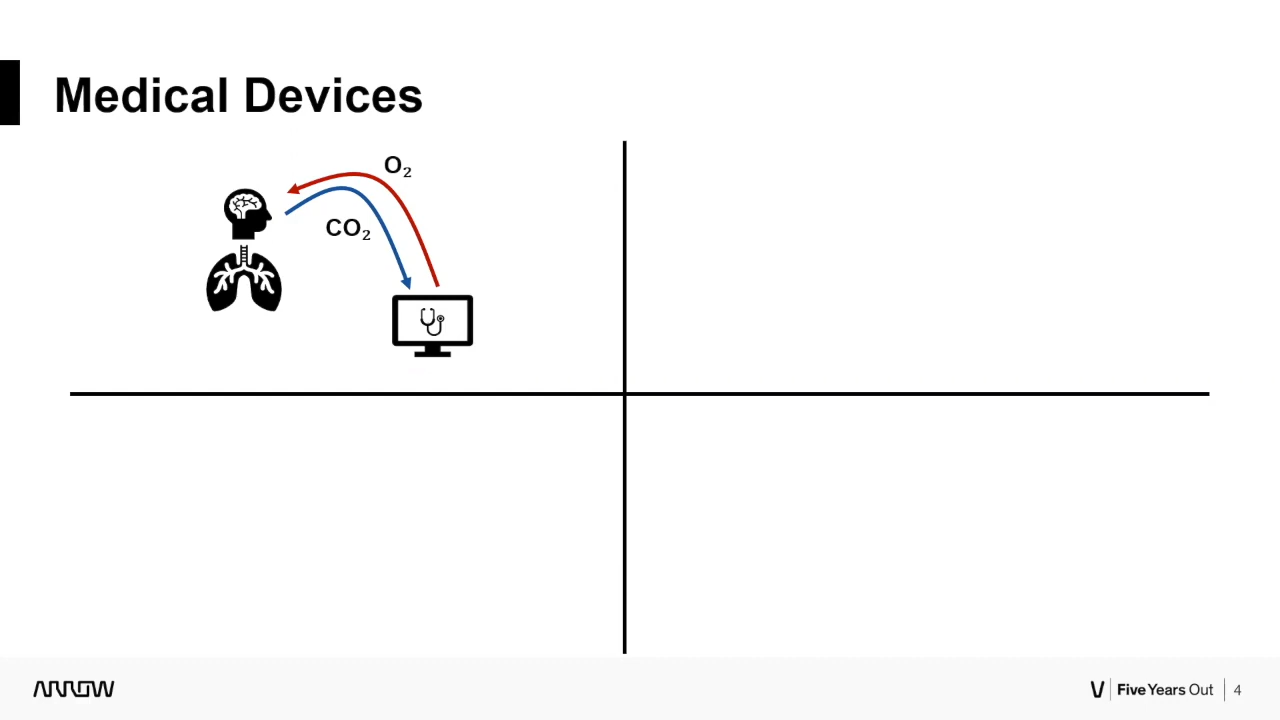 Medical Devices
O₂
CO₂
ARROW
Five Years Out
4